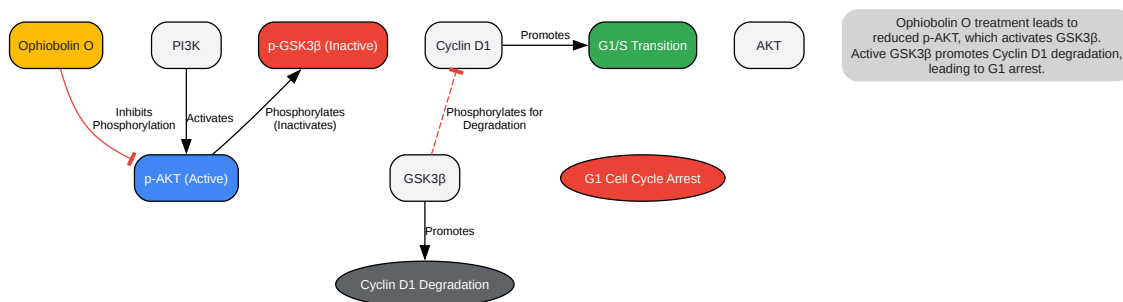 Ophiobolin O
PI3K
p-GSK3β (Inactive)
Cyclin D1
Promotes
G1/S Transition
AKT
Ophiobolin O treatment leads to
reduced p-AKT, which activates GSK3β.
Active GSK3β promotes Cyclin D1 degradation,
leading to G1 arrest.
Inhibits
Phosphorylation
Activates
Phosphorylates
(Inactivates)
Phosphorylates for
Degradation
p-AKT (Active)
GSK3β
G1 Cell Cycle Arrest
Promotes
Cyclin D1 Degradation